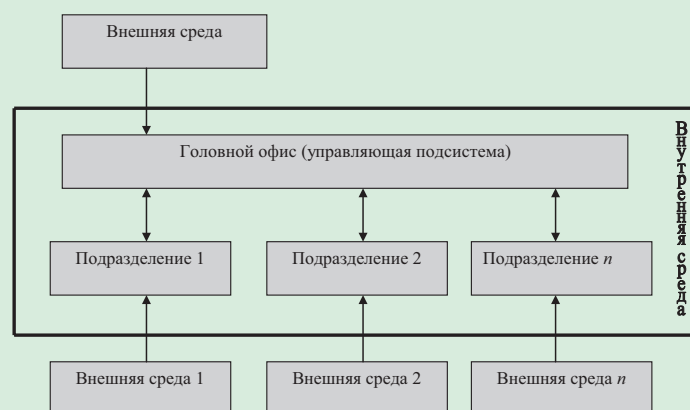 Внешняя среда
Головной офис (управляющая подсистема)
Внутренняя среда
Подразделение 1
Подразделение 2
Подразделение n
Внешняя среда 1
Внешняя среда 2
Внешняя среда n